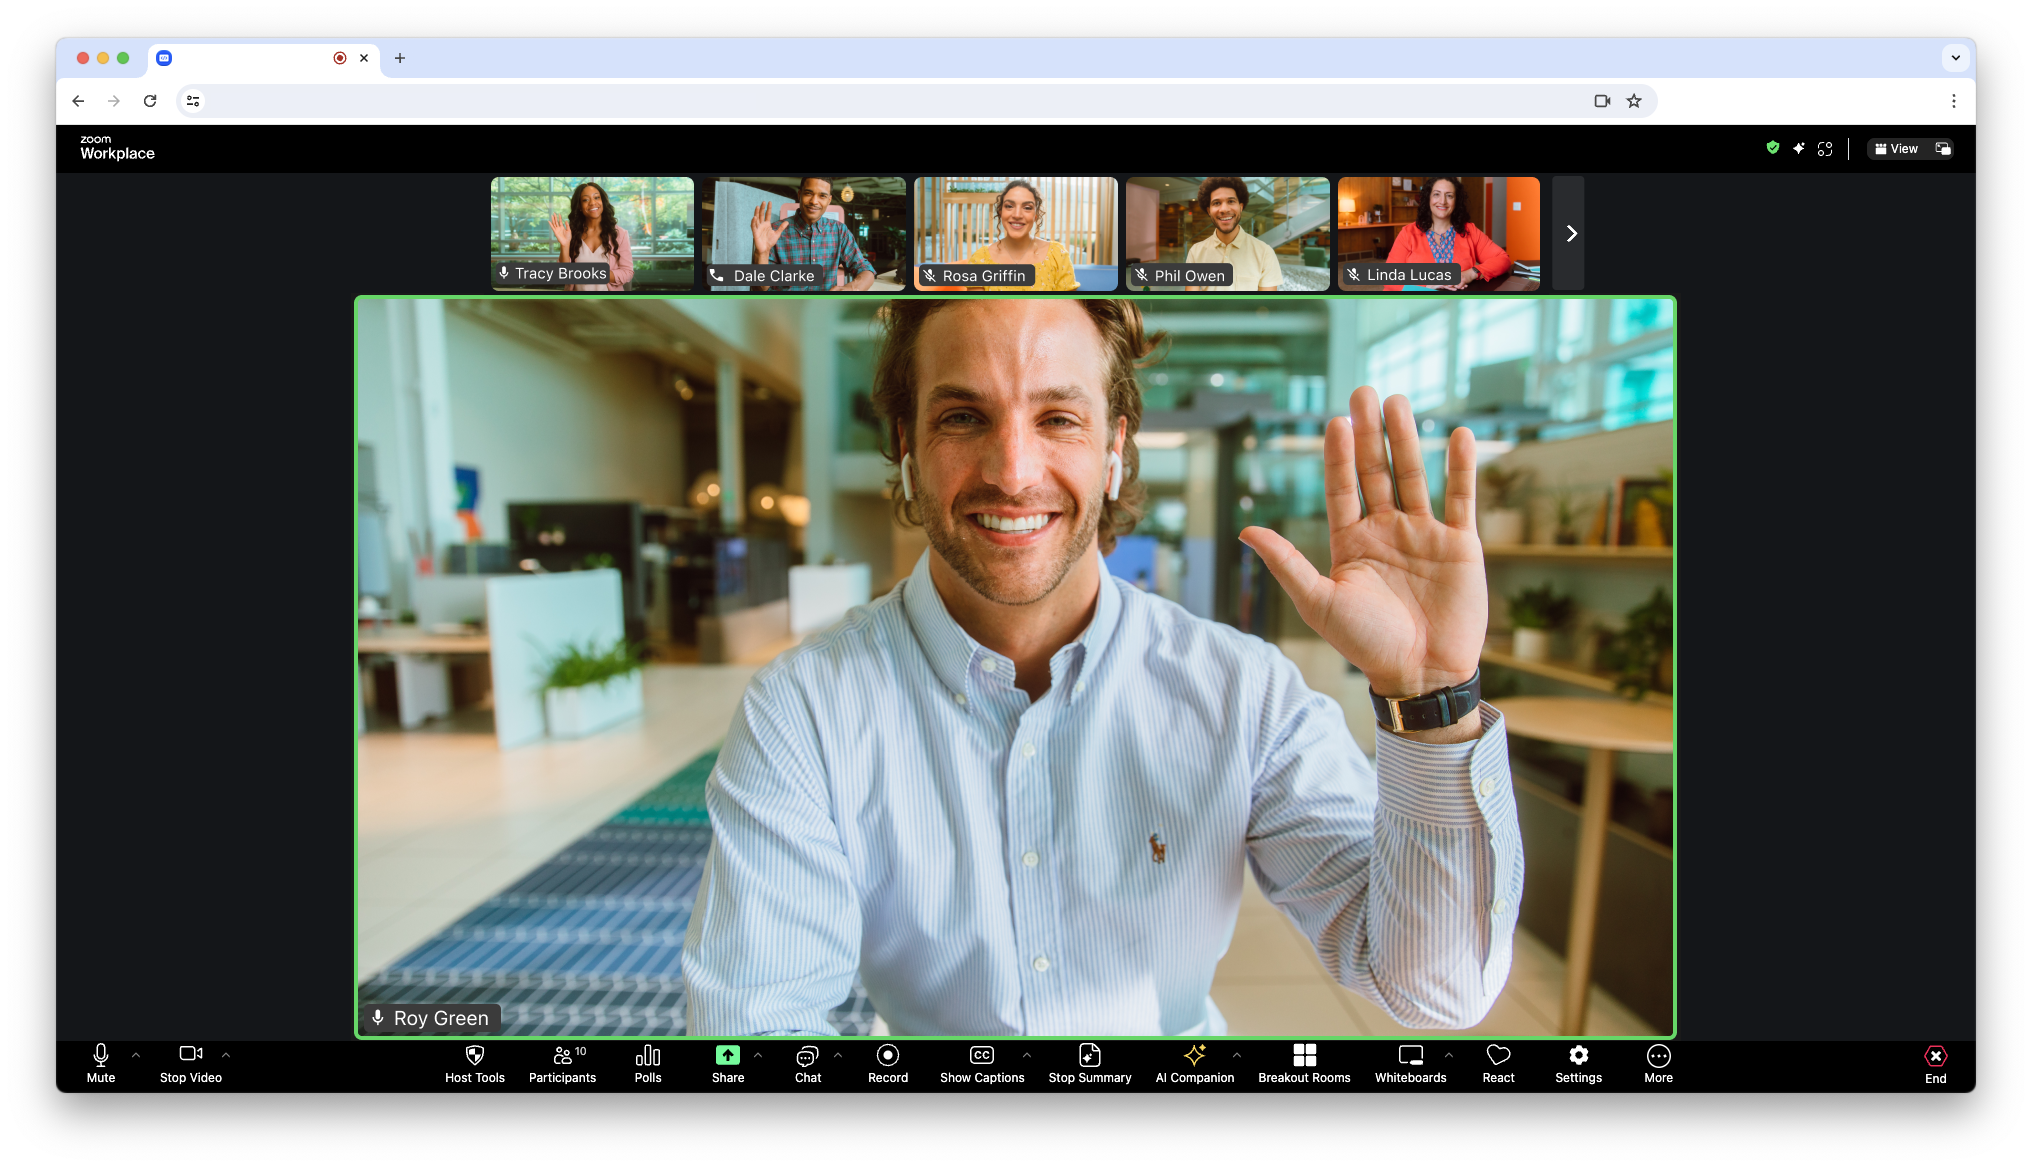 zoom
Workplace
View
Tracy Brooks
Dale Clarke
Rosa Griffin
Phil Owen
Linda Lucas
Roy Green
Mute
Stop Video
Host Tools
10
Participants
Polls
Share
Chat
Record
CC
Show Captions
Stop Summary
AI Companion
Breakout Rooms
Whiteboards
React
Settings
More
End